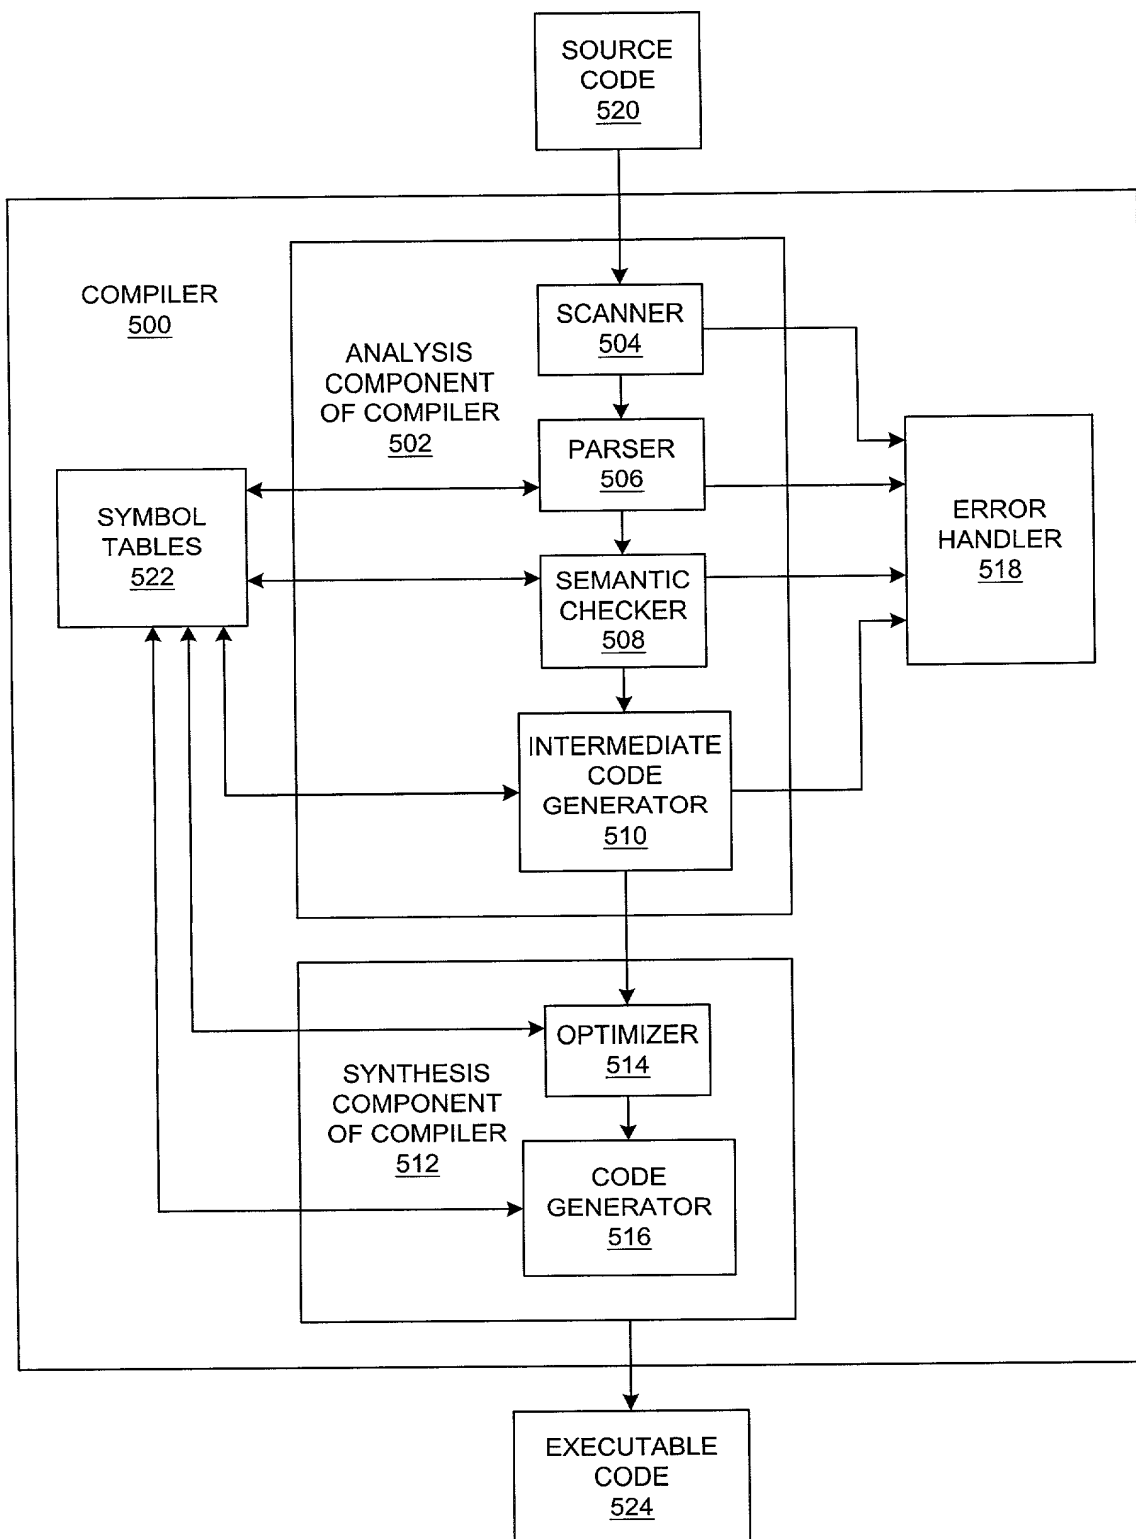 SOURCE
CODE
520
COMPILER
500
ANALYSIS
COMPONENT
OF COMPILER
502
SCANNER
504
PARSER
506
SYMBOL
TABLES
522
SEMANTIC
CHECKER
508
ERROR
HANDLER
518
INTERMEDIATE
CODE
GENERATOR
510
SYNTHESIS
COMPONENT
OF COMPILER
512
OPTIMIZER
514
CODE
GENERATOR
516
EXECUTABLE
CODE
524